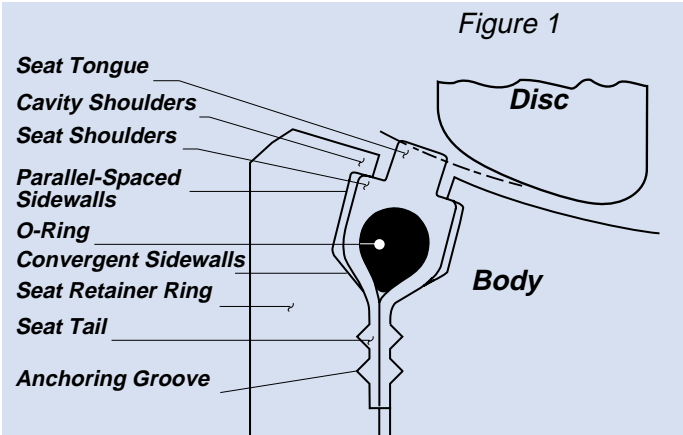 Figure 1
Seat Tongue
Disc
Cavity Shoulders
Seat Shoulders
Parallel-Spaced
Sidewalls
O-Ring
Convergent Sidewalls
Body
Seat Retainer Ring
Seat Tail
Anchoring Groove